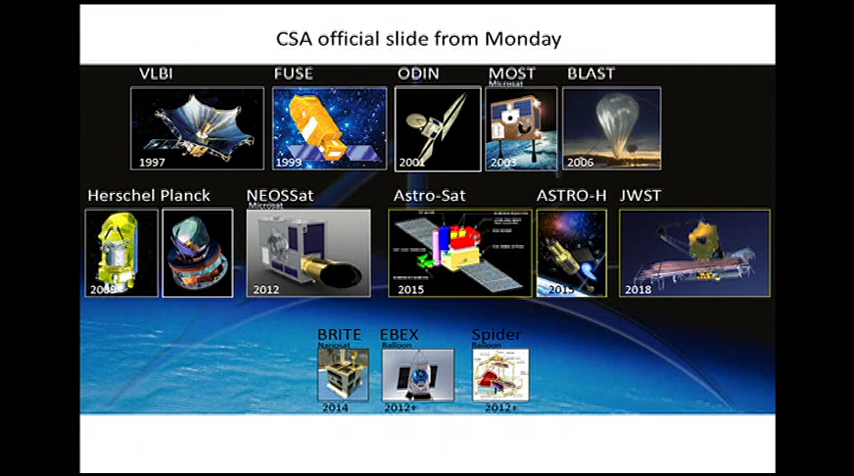 CSA official slide from Monday
VLBI FUSE ODIN MOST BLAST
Microsat
1997 1999 2001 2003 2006
Herschel Planck NEOSSat Astro-Sat ASTRO-H JWST
Microsat
2009 2012 2015 2015 2018
BRITE EBEX Spider
Nanosat Balloon Balloon
2014 2012+ 2012+